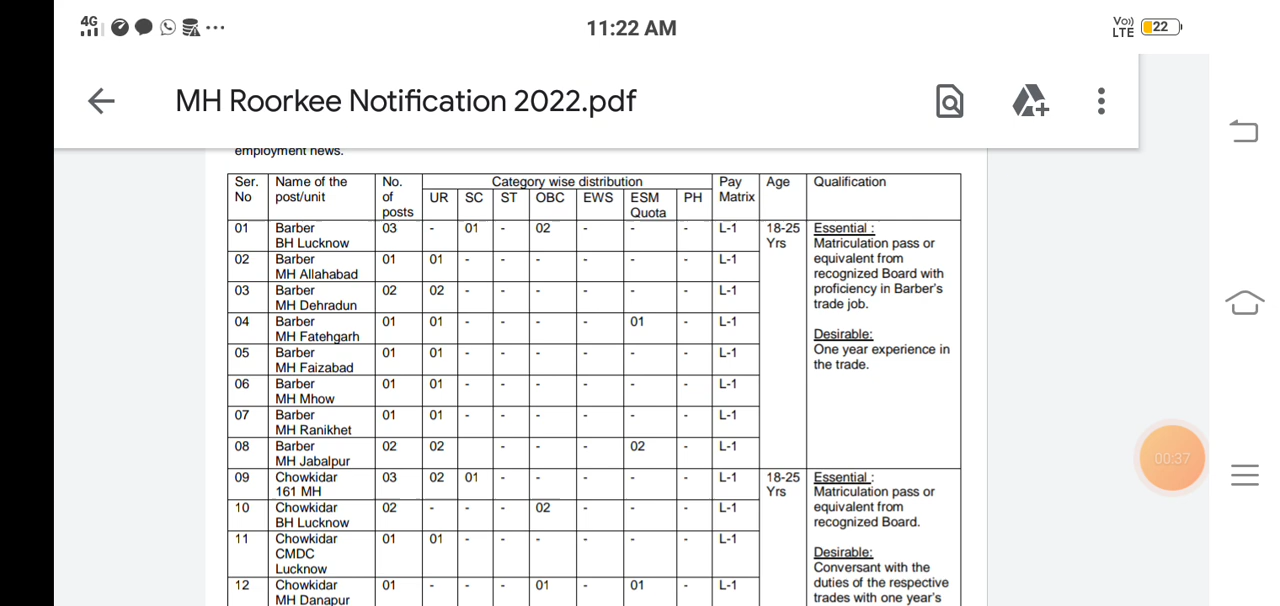 4G
11:22 AM
Vo))
LTE
22
MH Roorkee Notification 2022.pdf
employment news.
Ser. No Name of the post/unit No. of posts Category wise distribution Pay Matrix Age Qualification
UR SC ST OBC EWS ESM Quota PH
01 Barber BH Lucknow 03 - 01 - 02 - - - L-1 18-25 Yrs
02 Barber MH Allahabad 01 01 - - - - - - L-1
03 Barber MH Dehradun 02 02 - - - - - - L-1
04 Barber MH Fatehgarh 01 01 - - - - 01 - L-1
05 Barber MH Faizabad 01 01 - - - - - - L-1
06 Barber MH Mhow 01 01 - - - - - - L-1
07 Barber MH Ranikhet 01 01 - - - - - - L-1
08 Barber MH Jabalpur 02 02 - - - 02 - L-1
Essential :
Matriculation pass or
equivalent from
recognized Board with
proficiency in Barber's
trade job.
Desirable:
One year experience in
the trade.
09 Chowkidar 161 MH 03 02 01 - - - - - L-1 18-25 Yrs
10 Chowkidar BH Lucknow 02 - - - 02 - - - L-1
11 Chowkidar CMDC Lucknow 01 01 - - - - - - L-1
12 Chowkidar MH Danapur 01 - - - 01 - 01 - L-1
Essential :
Matriculation pass or
equivalent from
recognized Board.
Desirable:
Conversant with the
duties of the respective
trades with one year's
00:37